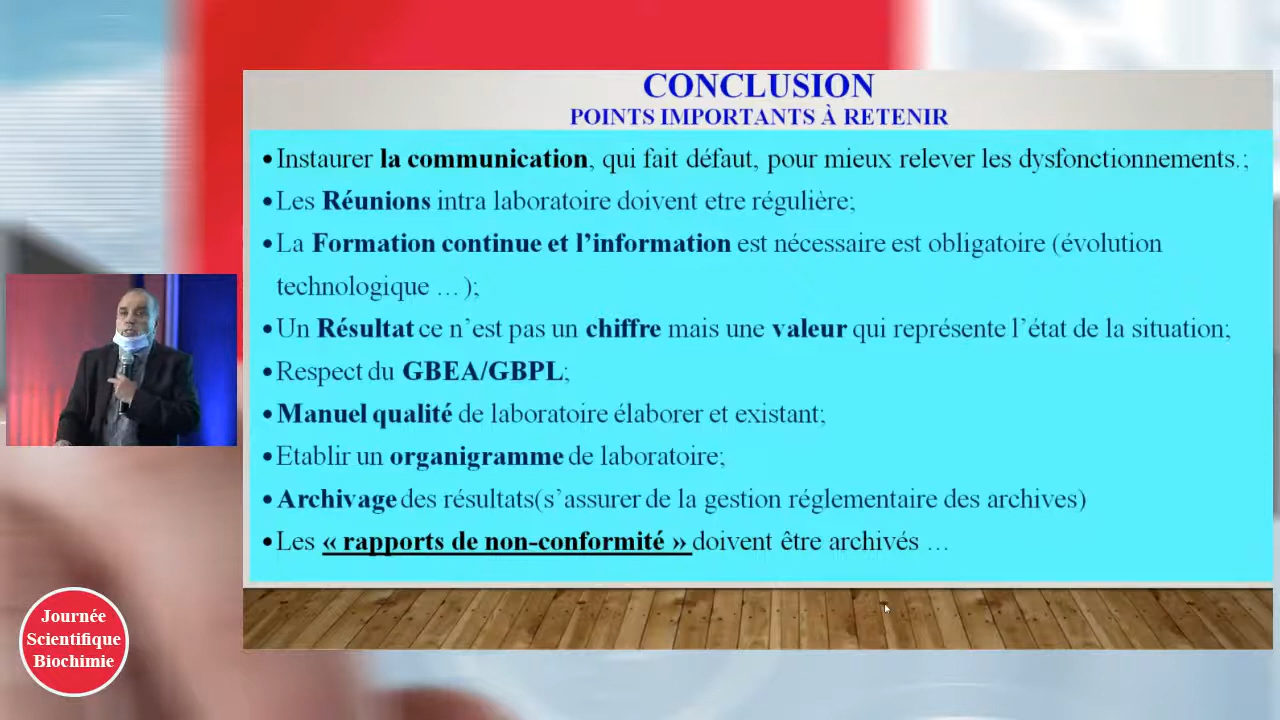 CONCLUSION
POINTS IMPORTANTS À RETENIR
•Instaurer la communication, qui fait défaut, pour mieux relever les dysfonctionnements.;
•Les Réunions intra laboratoire doivent etre régulière;
•La Formation continue et l’information est nécessaire est obligatoire (évolution
technologique …);
•Un Résultat ce n’est pas un chiffre mais une valeur qui représente l’état de la situation;
•Respect du GBEA/GBPL;
•Manuel qualité de laboratoire élaborer et existant;
•Etablir un organigramme de laboratoire;
•Archivage des résultats(s’assurer de la gestion réglementaire des archives)
•Les « rapports de non-conformité » doivent être archivés …
Journée
Scientifique
Biochimie